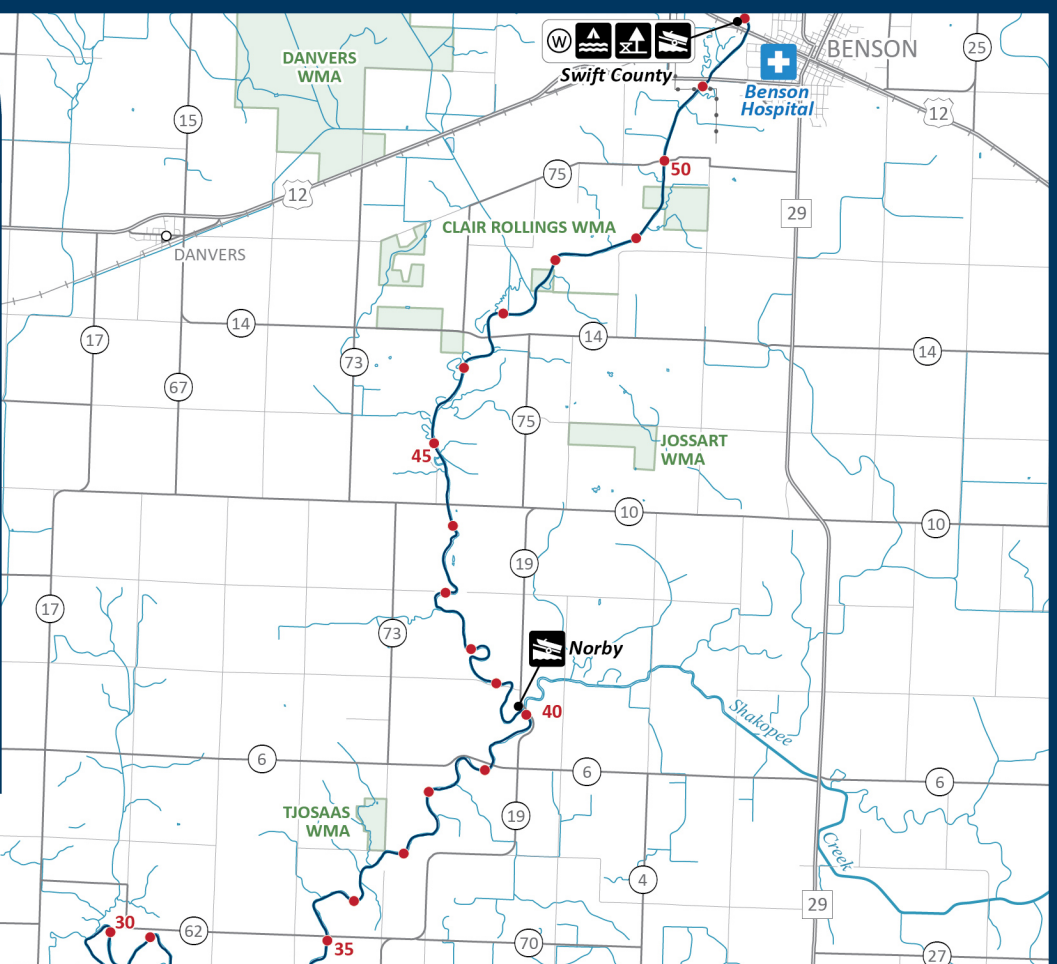 W
Swift County
BENSON
25
DANVERS
WMA
Benson
Hospital
12
15
50
75
12
29
CLAIR ROLLINGS WMA
DANVERS
14
14
17
14
73
67
75
JOSSART
WMA
45
10
10
19
17
73
Norby
40
Shakopee
6
6
6
TJOSAAS
WMA
19
Creek
4
29
30
62
35
70
27